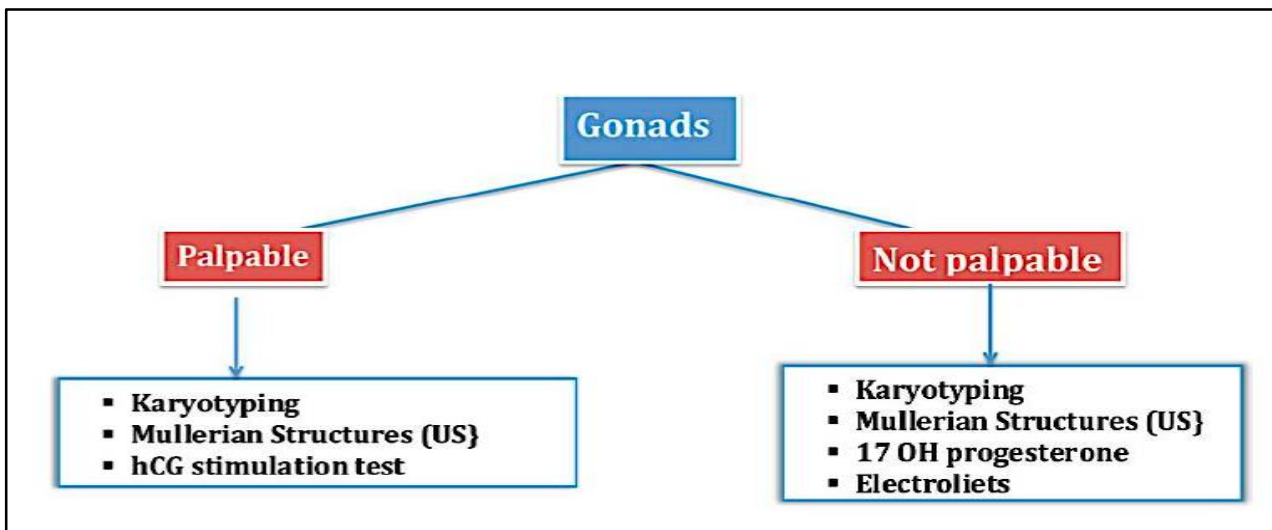 Gonads
Palpable
Not palpable
▪ Karyotyping
▪ Mullerian Structures (US}
▪ hCG stimulation test
▪ Karyotyping
▪ Mullerian Structures (US}
▪ 17 OH progesterone
▪ Electroliets